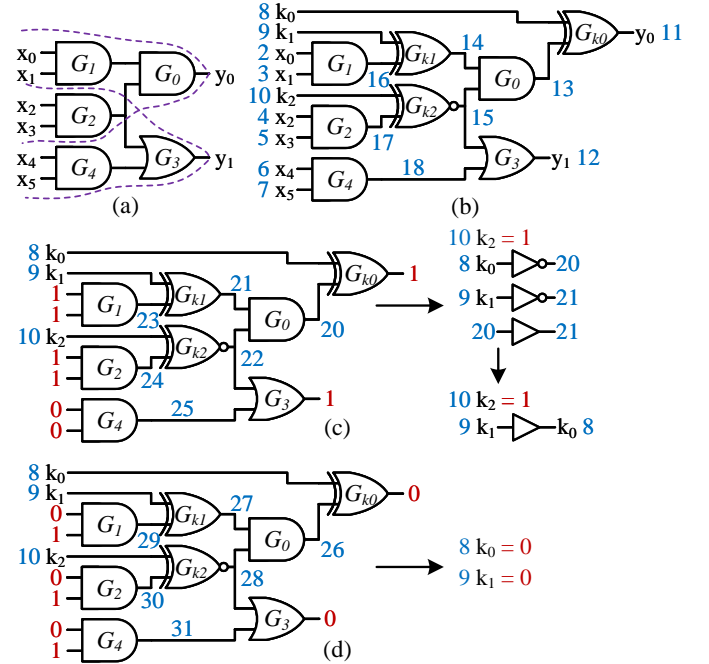 x₀
x₁
G₁
G₀
y₀
x₂
x₃
G₂
x₄
x₅
G₄
G₃
y₁
(a)
8 k₀
9 k₁
2 x₀
3 x₁
G₁
16
Gₖ₁
14
G₀
13
Gₖ₀
y₀ 11
10 k₂
4 x₂
5 x₃
G₂
17
Gₖ₂
15
6 x₄
7 x₅
G₄
18
G₃
y₁ 12
(b)
8 k₀
9 k₁
1
1
G₁
23
Gₖ₁
21
G₀
20
Gₖ₀
1
10 k₂
1
1
G₂
24
Gₖ₂
22
0
0
G₄
25
G₃
1
(c)
10 k₂ = 1
8 k₀ 20
9 k₁ 21
20 21
10 k₂ = 1
9 k₁ k₀ 8
8 k₀
9 k₁
0
1
G₁
29
Gₖ₁
27
G₀
26
Gₖ₀
0
10 k₂
0
1
G₂
30
Gₖ₂
28
0
1
G₄
31
G₃
0
(d)
8 k₀ = 0
9 k₁ = 0